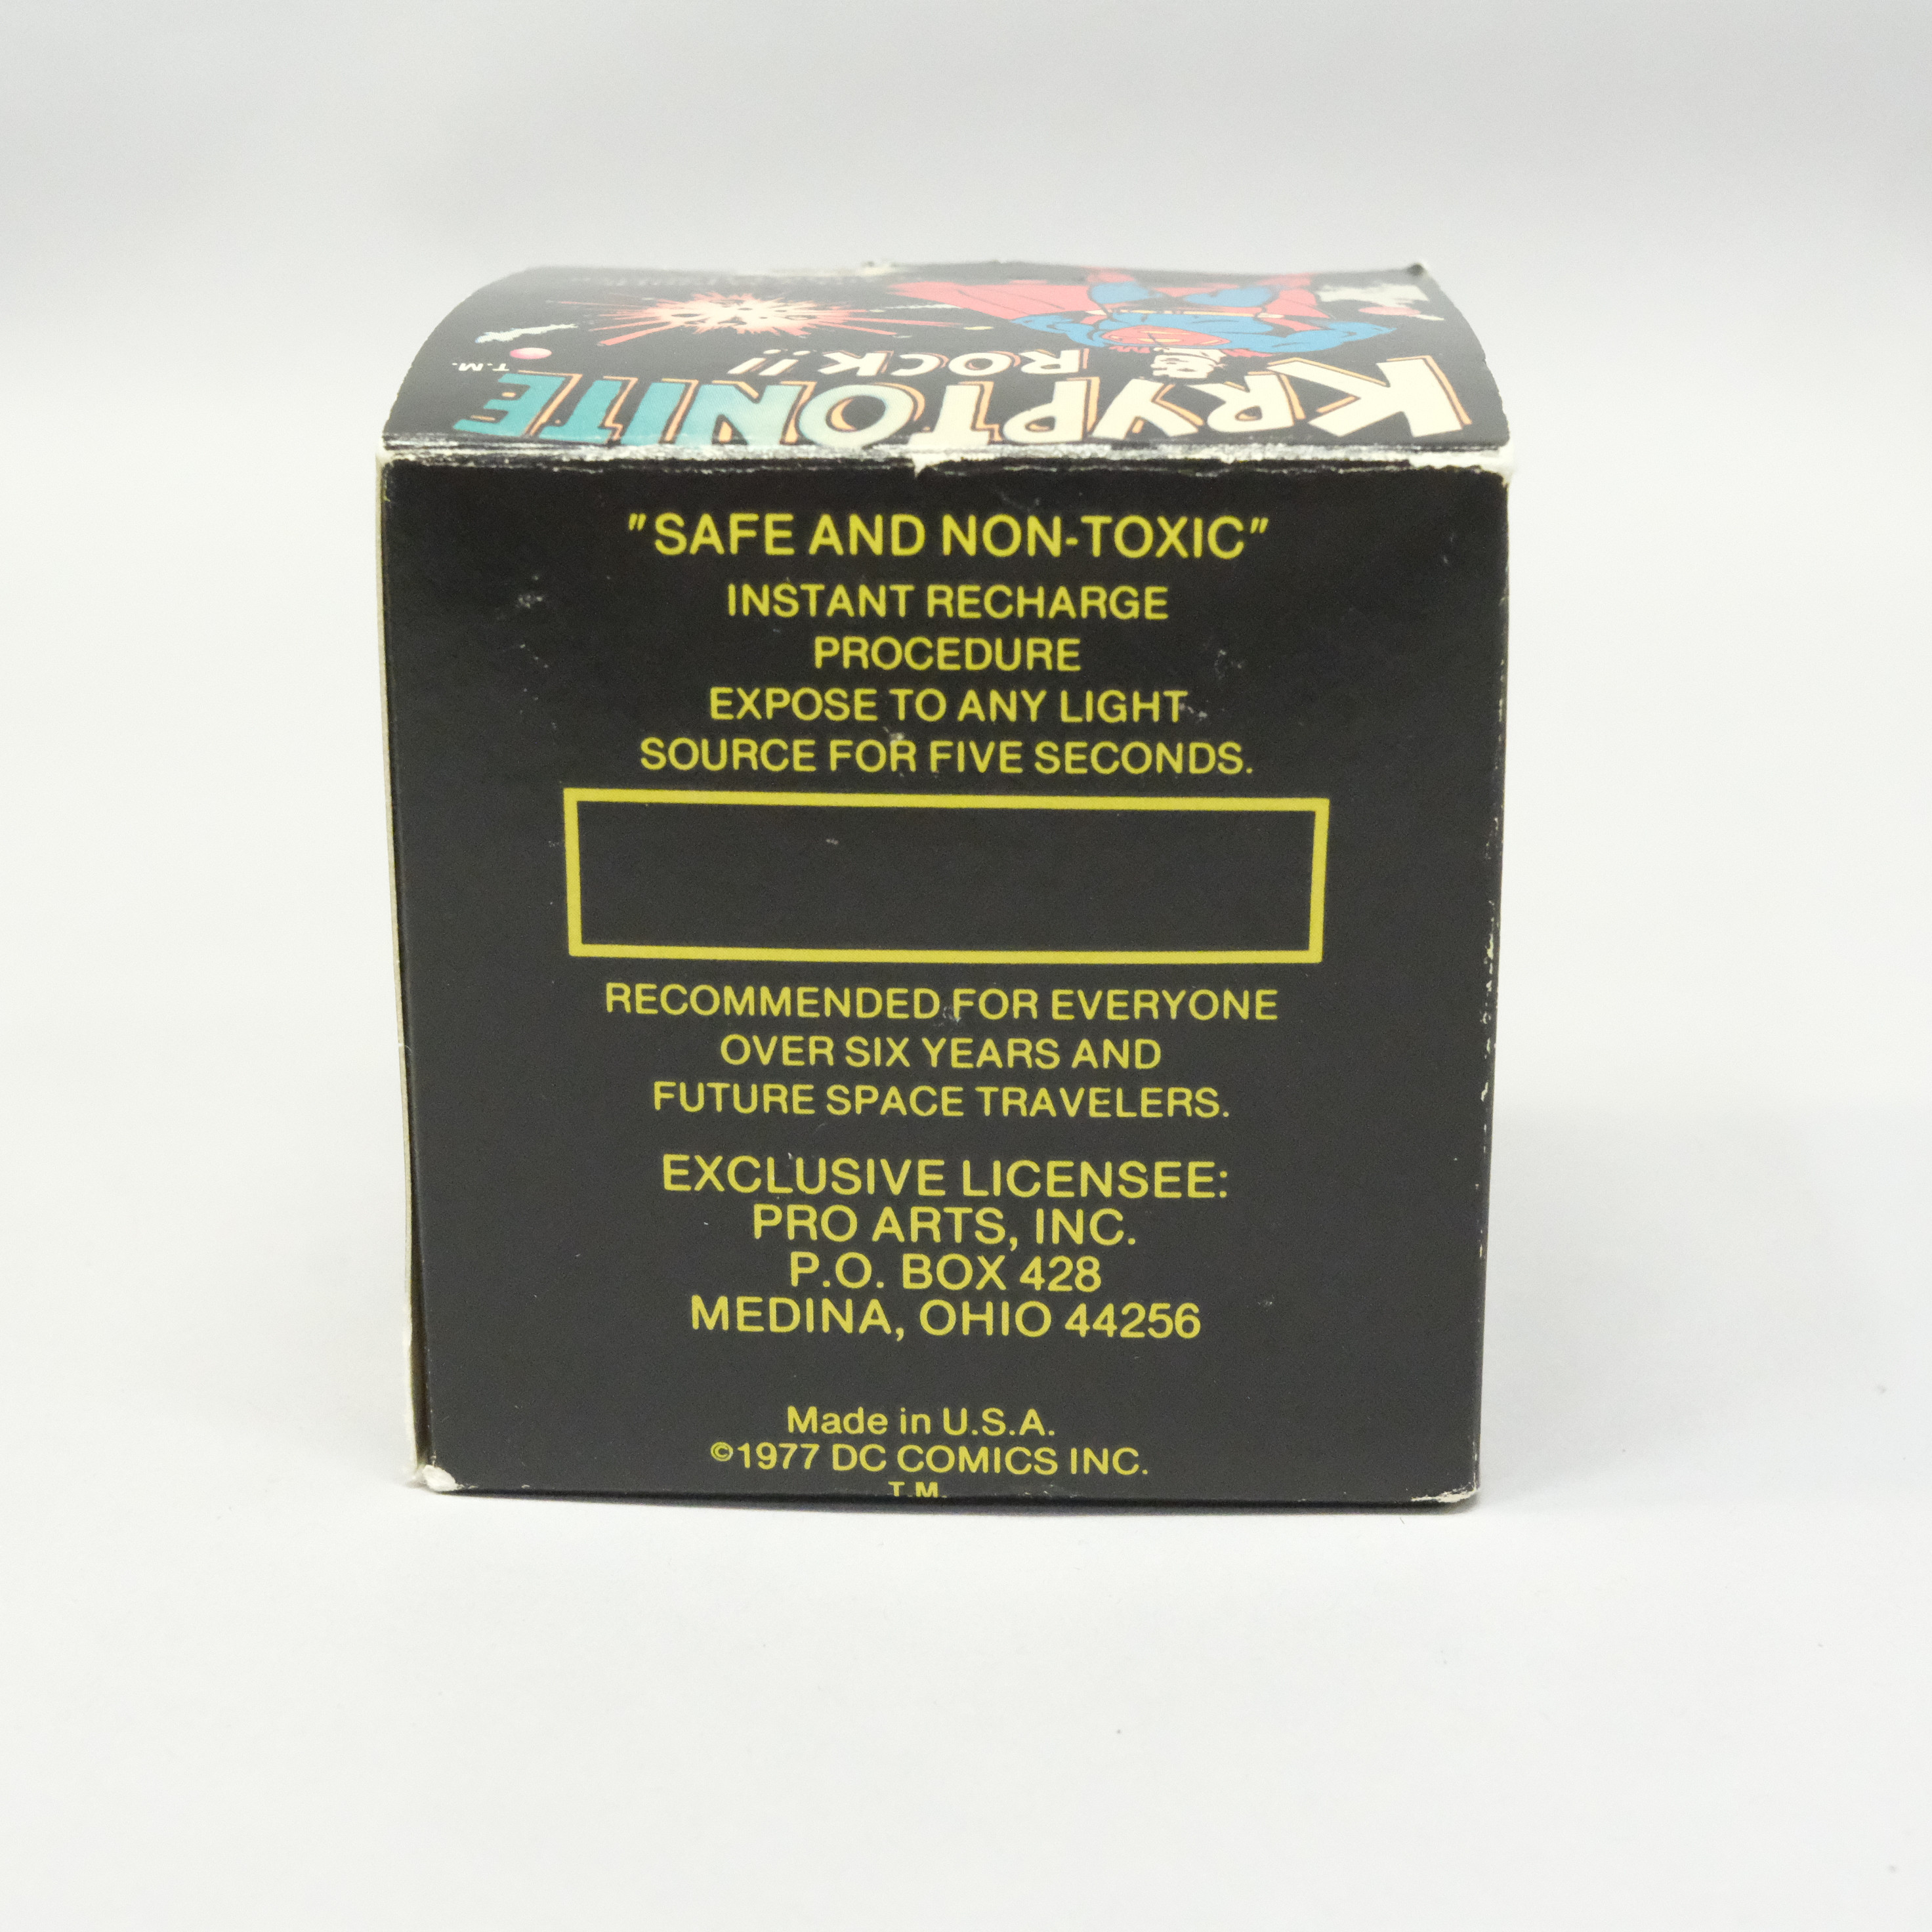 KRYPTONITE
ROCK!!
T.M.
"SAFE AND NON-TOXIC"
INSTANT RECHARGE
PROCEDURE
EXPOSE TO ANY LIGHT
SOURCE FOR FIVE SECONDS.
RECOMMENDED FOR EVERYONE
OVER SIX YEARS AND
FUTURE SPACE TRAVELERS.
EXCLUSIVE LICENSEE:
PRO ARTS, INC.
P.O. BOX 428
MEDINA, OHIO 44256
Made in U.S.A.
©1977 DC COMICS INC.
T.M.